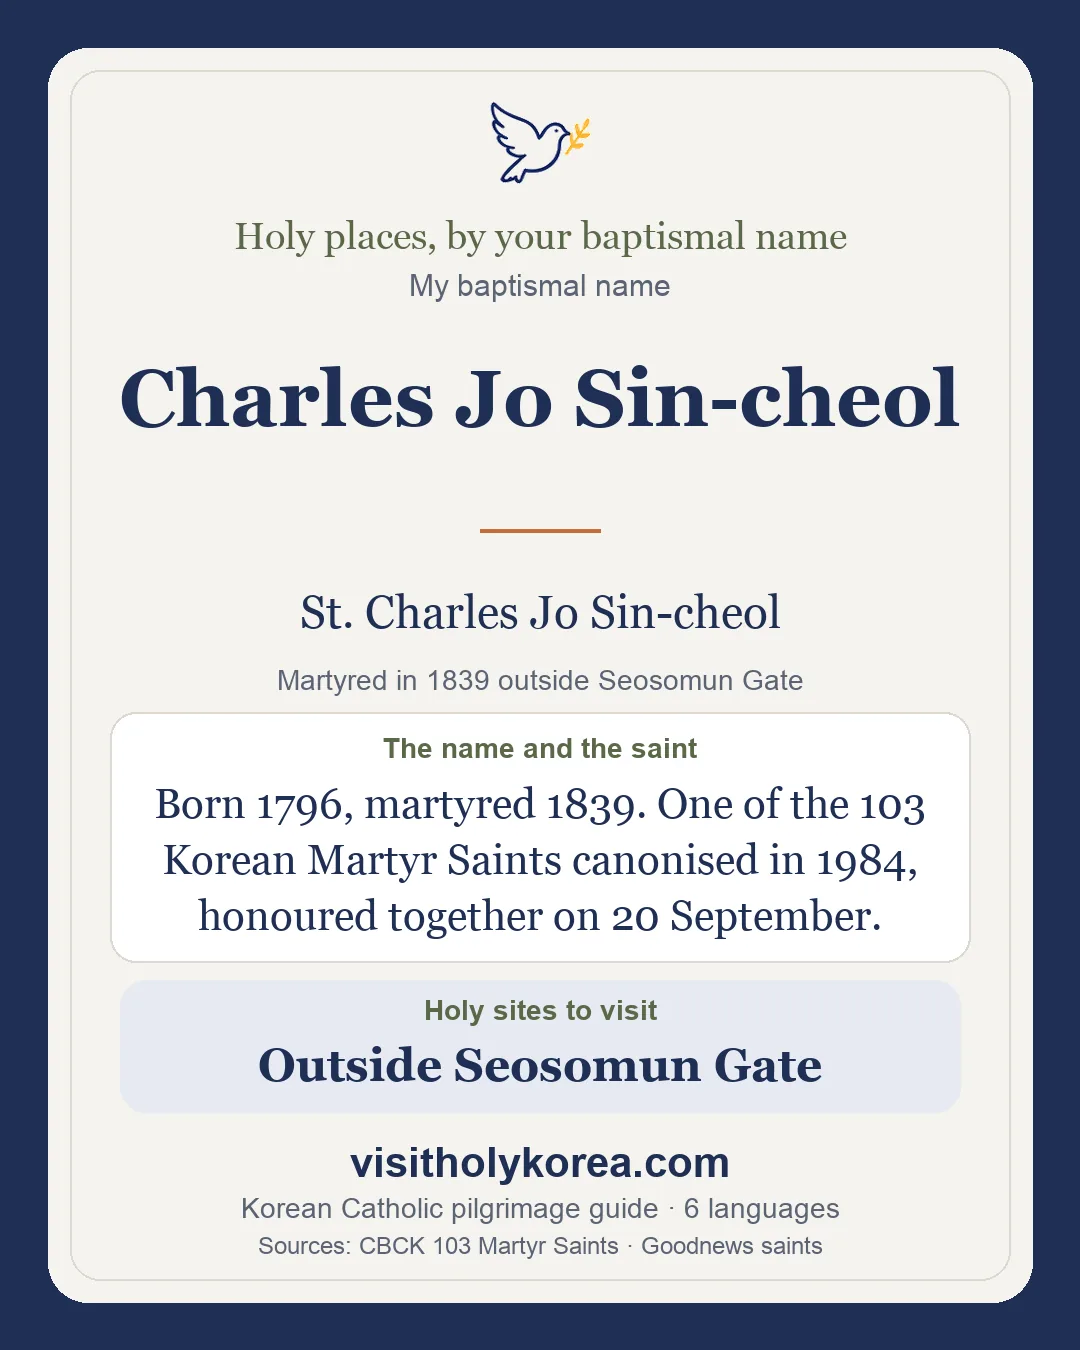 Holy places, by your baptismal name
My baptismal name
Charles Jo Sin-cheol
St. Charles Jo Sin-cheol
Martyred in 1839 outside Seosomun Gate
The name and the saint
Born 1796, martyred 1839. One of the 103
Korean Martyr Saints canonised in 1984,
honoured together on 20 September.
Holy sites to visit
Outside Seosomun Gate
visitholykorea.com
Korean Catholic pilgrimage guide · 6 languages
Sources: CBCK 103 Martyr Saints · Goodnews saints